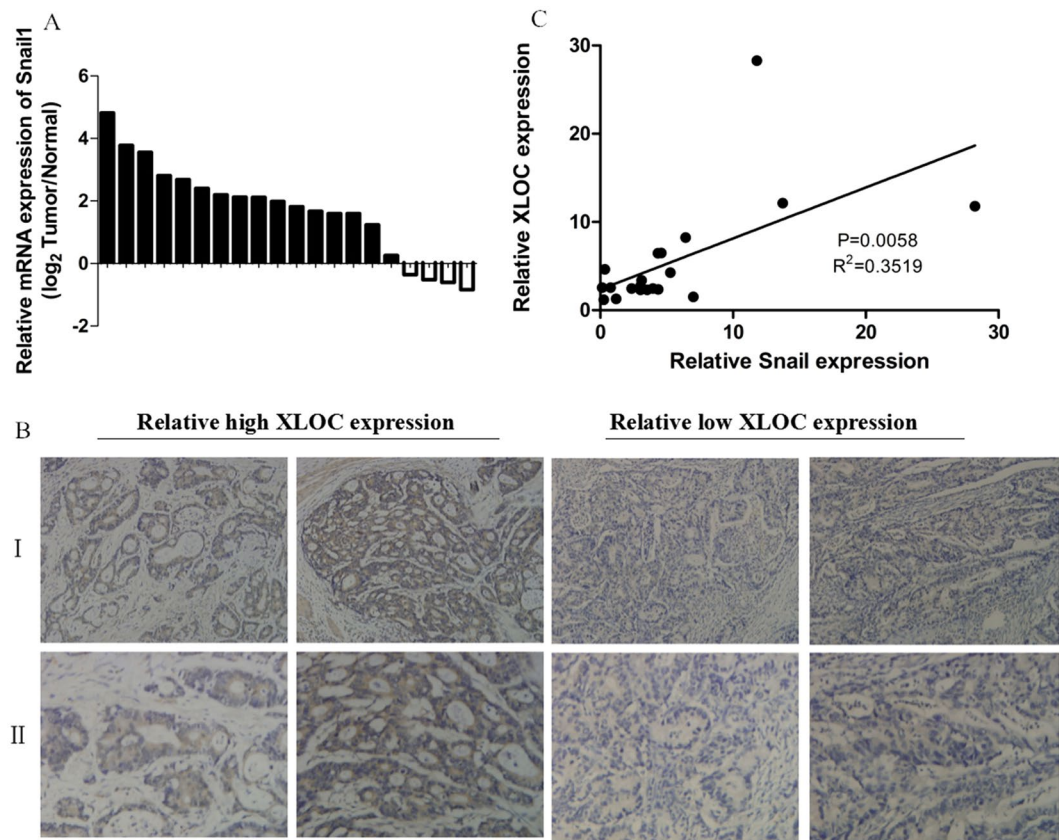 A
Relative mRNA expression of Snail1
(log2 Tumor/Normal)
6
4
2
0
-2
C
Relative XLOC expression
30
20
10
0
P=0.0058
R2=0.3519
0 10 20 30
Relative Snail expression
B
Relative high XLOC expression
Relative low XLOC expression
I
II